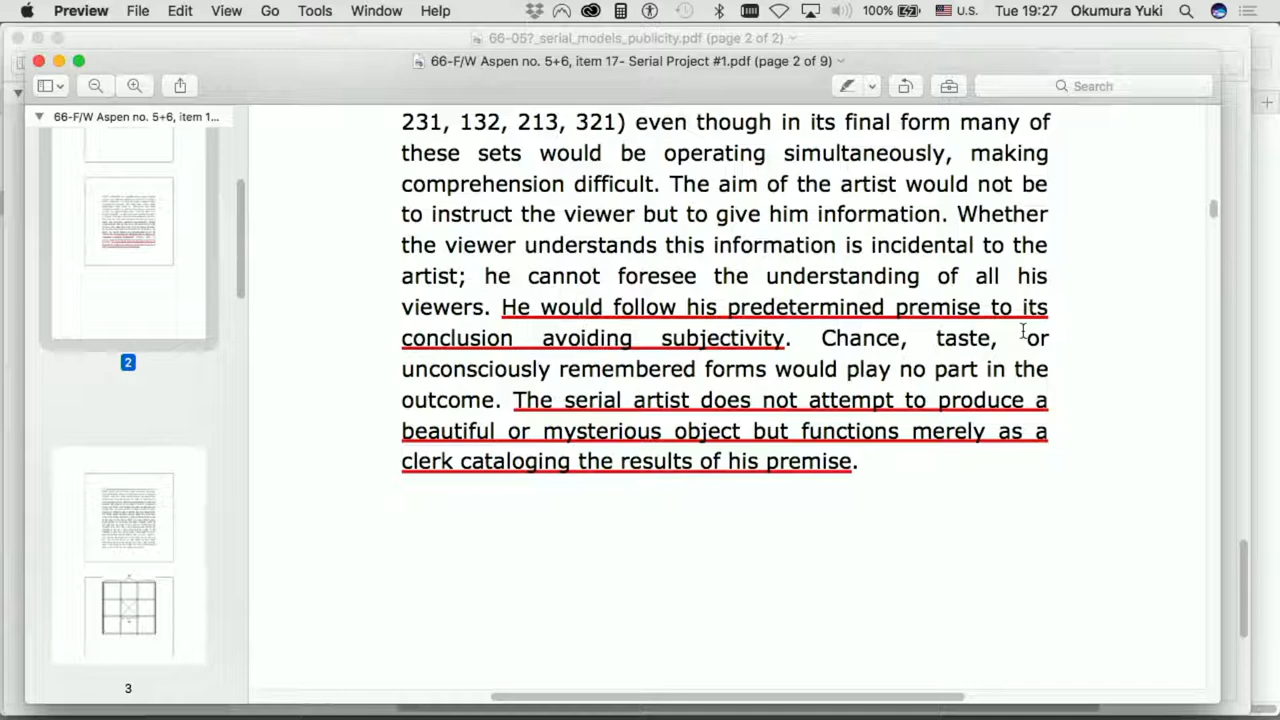 Preview File Edit View Go Tools Window Help 100% U.S. Tue 19:27 Okumura Yuki
66-05?_serial_models_publicity.pdf (page 2 of 2)
66-F/W Aspen no. 5+6, item 17- Serial Project #1.pdf (page 2 of 9)
Search
66-F/W Aspen no. 5+6, item 1...
2
3
231, 132, 213, 321) even though in its final form many of
these sets would be operating simultaneously, making
comprehension difficult. The aim of the artist would not be
to instruct the viewer but to give him information. Whether
the viewer understands this information is incidental to the
artist; he cannot foresee the understanding of all his
viewers. He would follow his predetermined premise to its
conclusion avoiding subjectivity. Chance, taste, or
unconsciously remembered forms would play no part in the
outcome. The serial artist does not attempt to produce a
beautiful or mysterious object but functions merely as a
clerk cataloging the results of his premise.